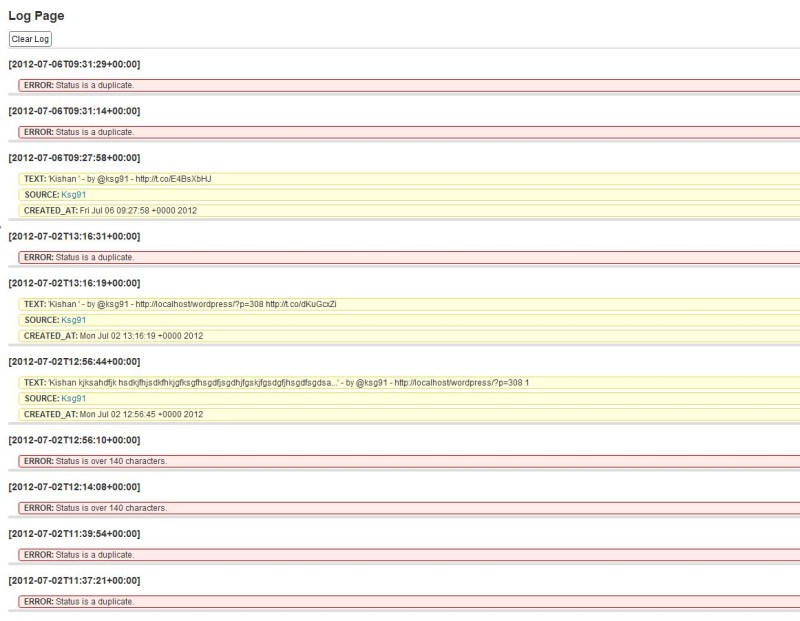 Log Page
Clear Log
[2012-07-06T09:31:29+00:00]
ERROR: Status is a duplicate.
[2012-07-06T09:31:14+00:00]
ERROR: Status is a duplicate.
[2012-07-06T09:27:58+00:00]
TEXT: 'Kishan ' - by @ksg91 - http://t.co/E4BsXbHJ
SOURCE: Ksg91
CREATED_AT: Fri Jul 06 09:27:58 +0000 2012
[2012-07-02T13:16:31+00:00]
ERROR: Status is a duplicate.
[2012-07-02T13:16:19+00:00]
TEXT: 'Kishan ' - by @ksg91 - http://localhost/wordpress/?p=308 http://t.co/dKuGcxZi
SOURCE: Ksg91
CREATED_AT: Mon Jul 02 13:16:19 +0000 2012
[2012-07-02T12:56:44+00:00]
TEXT: 'Kishan kjksahdfjk hsdkjfhjsdkfhkjgfksgfhsgdfjsgdhjfgskjfgsdgfjhsgdfsgdsa...' - by @ksg91 - http://localhost/wordpress/?p=308 1
SOURCE: Ksg91
CREATED_AT: Mon Jul 02 12:56:45 +0000 2012
[2012-07-02T12:56:10+00:00]
ERROR: Status is over 140 characters.
[2012-07-02T12:14:08+00:00]
ERROR: Status is over 140 characters.
[2012-07-02T11:39:54+00:00]
ERROR: Status is a duplicate.
[2012-07-02T11:37:21+00:00]
ERROR: Status is a duplicate.